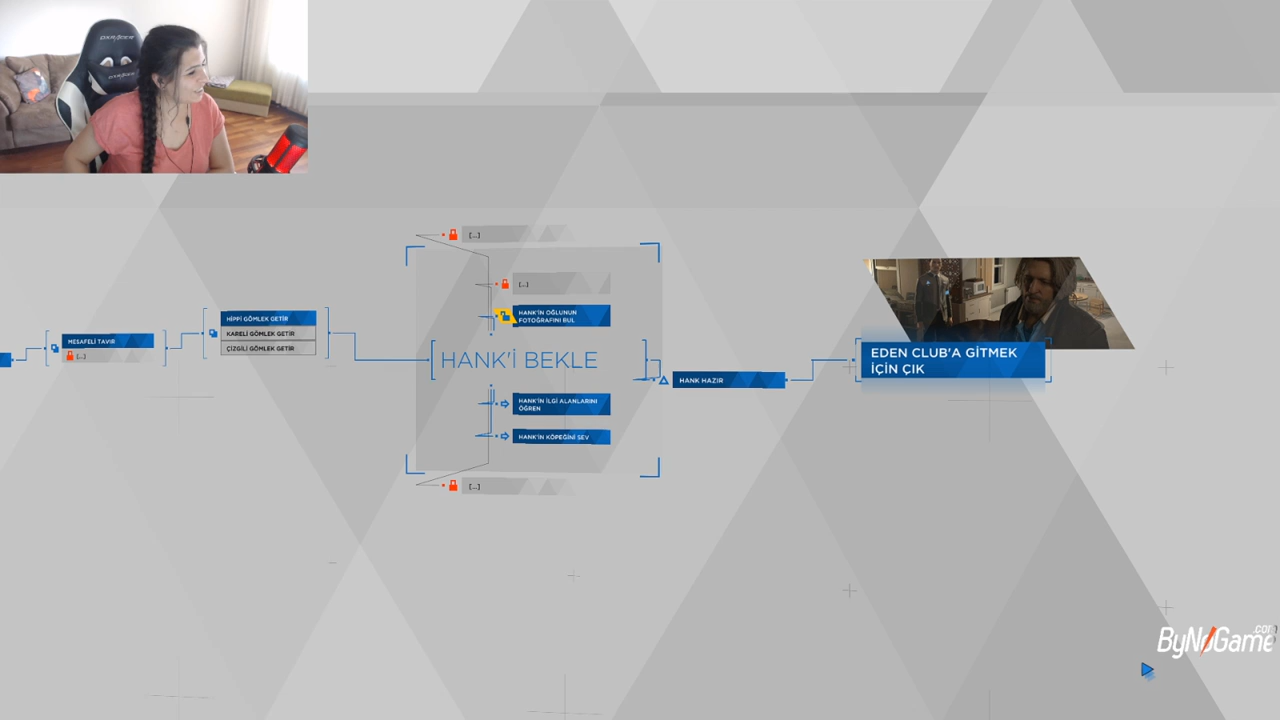 [...]
[...]
HANK'İN OĞLUNUN
FOTOĞRAFINI BUL
HİPPİ GÖMLEK GETİR
KARELİ GÖMLEK GETİR
ÇİZGİLİ GÖMLEK GETİR
MESAFELİ TAVIR
[...]
HANK'İ BEKLE
HANK HAZIR
EDEN CLUB'A GİTMEK
İÇİN ÇIK
HANK'İN İLGİ ALANLARINI
ÖĞREN
HANK'İN KÖPEĞİNİ SEV
[...]
ByNoGame.com